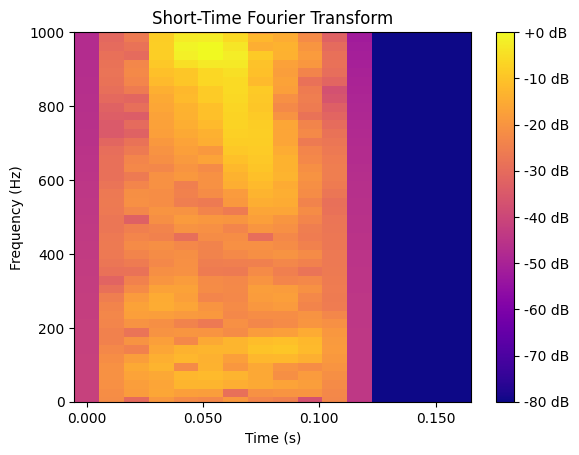 Short-Time Fourier Transform
1000
800
600
400
200
0
Frequency (Hz)
0.000
0.050
0.100
0.150
Time (s)
+0 dB
-10 dB
-20 dB
-30 dB
-40 dB
-50 dB
-60 dB
-70 dB
-80 dB